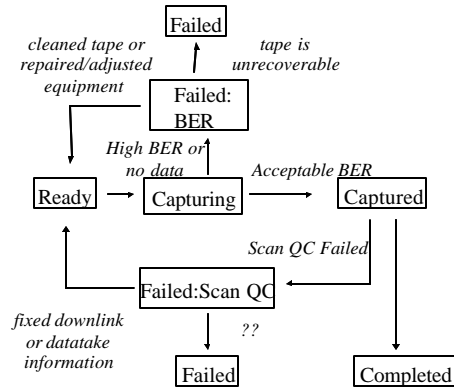 Failed
cleaned tape or
repaired/adjusted
equipment
tape is
unrecoverable
Failed:
BER
High BER or
no data
Acceptable BER
Ready
Capturing
Captured
Scan QC Failed
Failed:Scan QC
fixed downlink
or datatake
information
??
Failed
Completed